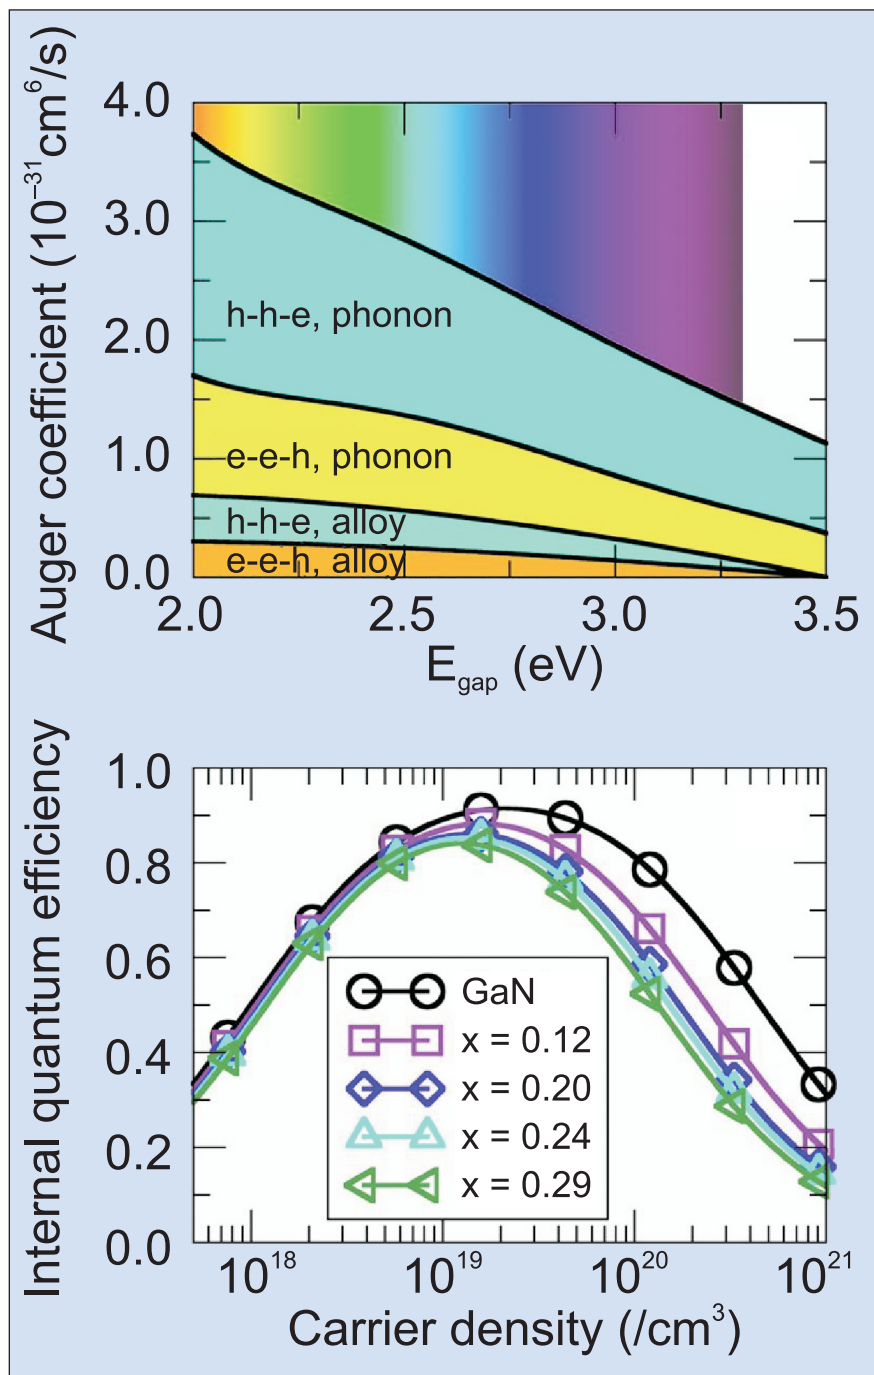 Auger coefficient (10⁻³¹cm⁶/s)
4.0
3.0
2.0
1.0
0.0
h-h-e, phonon
e-e-h, phonon
h-h-e, alloy
e-e-h, alloy
2.0 2.5 3.0 3.5
E_gap (eV)
Internal quantum efficiency
1.0
0.8
0.6
0.4
0.2
0.0
GaN
x = 0.12
x = 0.20
x = 0.24
x = 0.29
10¹⁸ 10¹⁹ 10²⁰ 10²¹
Carrier density (/cm³)